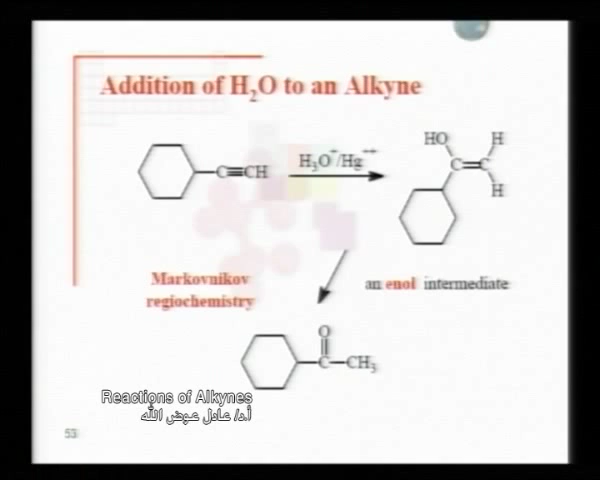 Addition of H₂O to an Alkyne
C≡CH
H₃O⁺/Hg⁺⁺
HO
H
C=C
H
Markovnikov
regiochemistry
an enol intermediate
O
C—CH₃
Reactions of Alkynes
أ.د/ عادل عوض الله
53